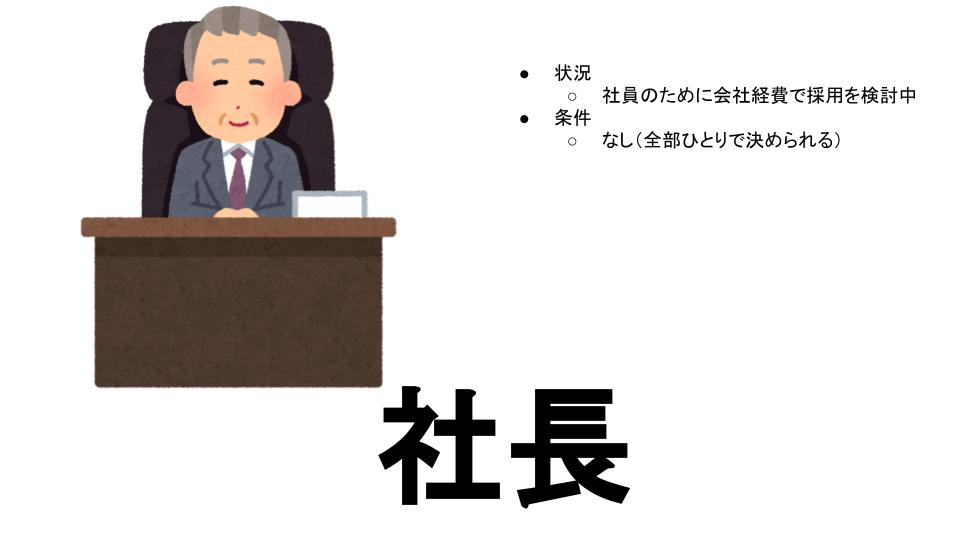 ● 状況
○ 社員のために会社経費で採用を検討中
● 条件
○ なし（全部ひとりで決められる）
社長